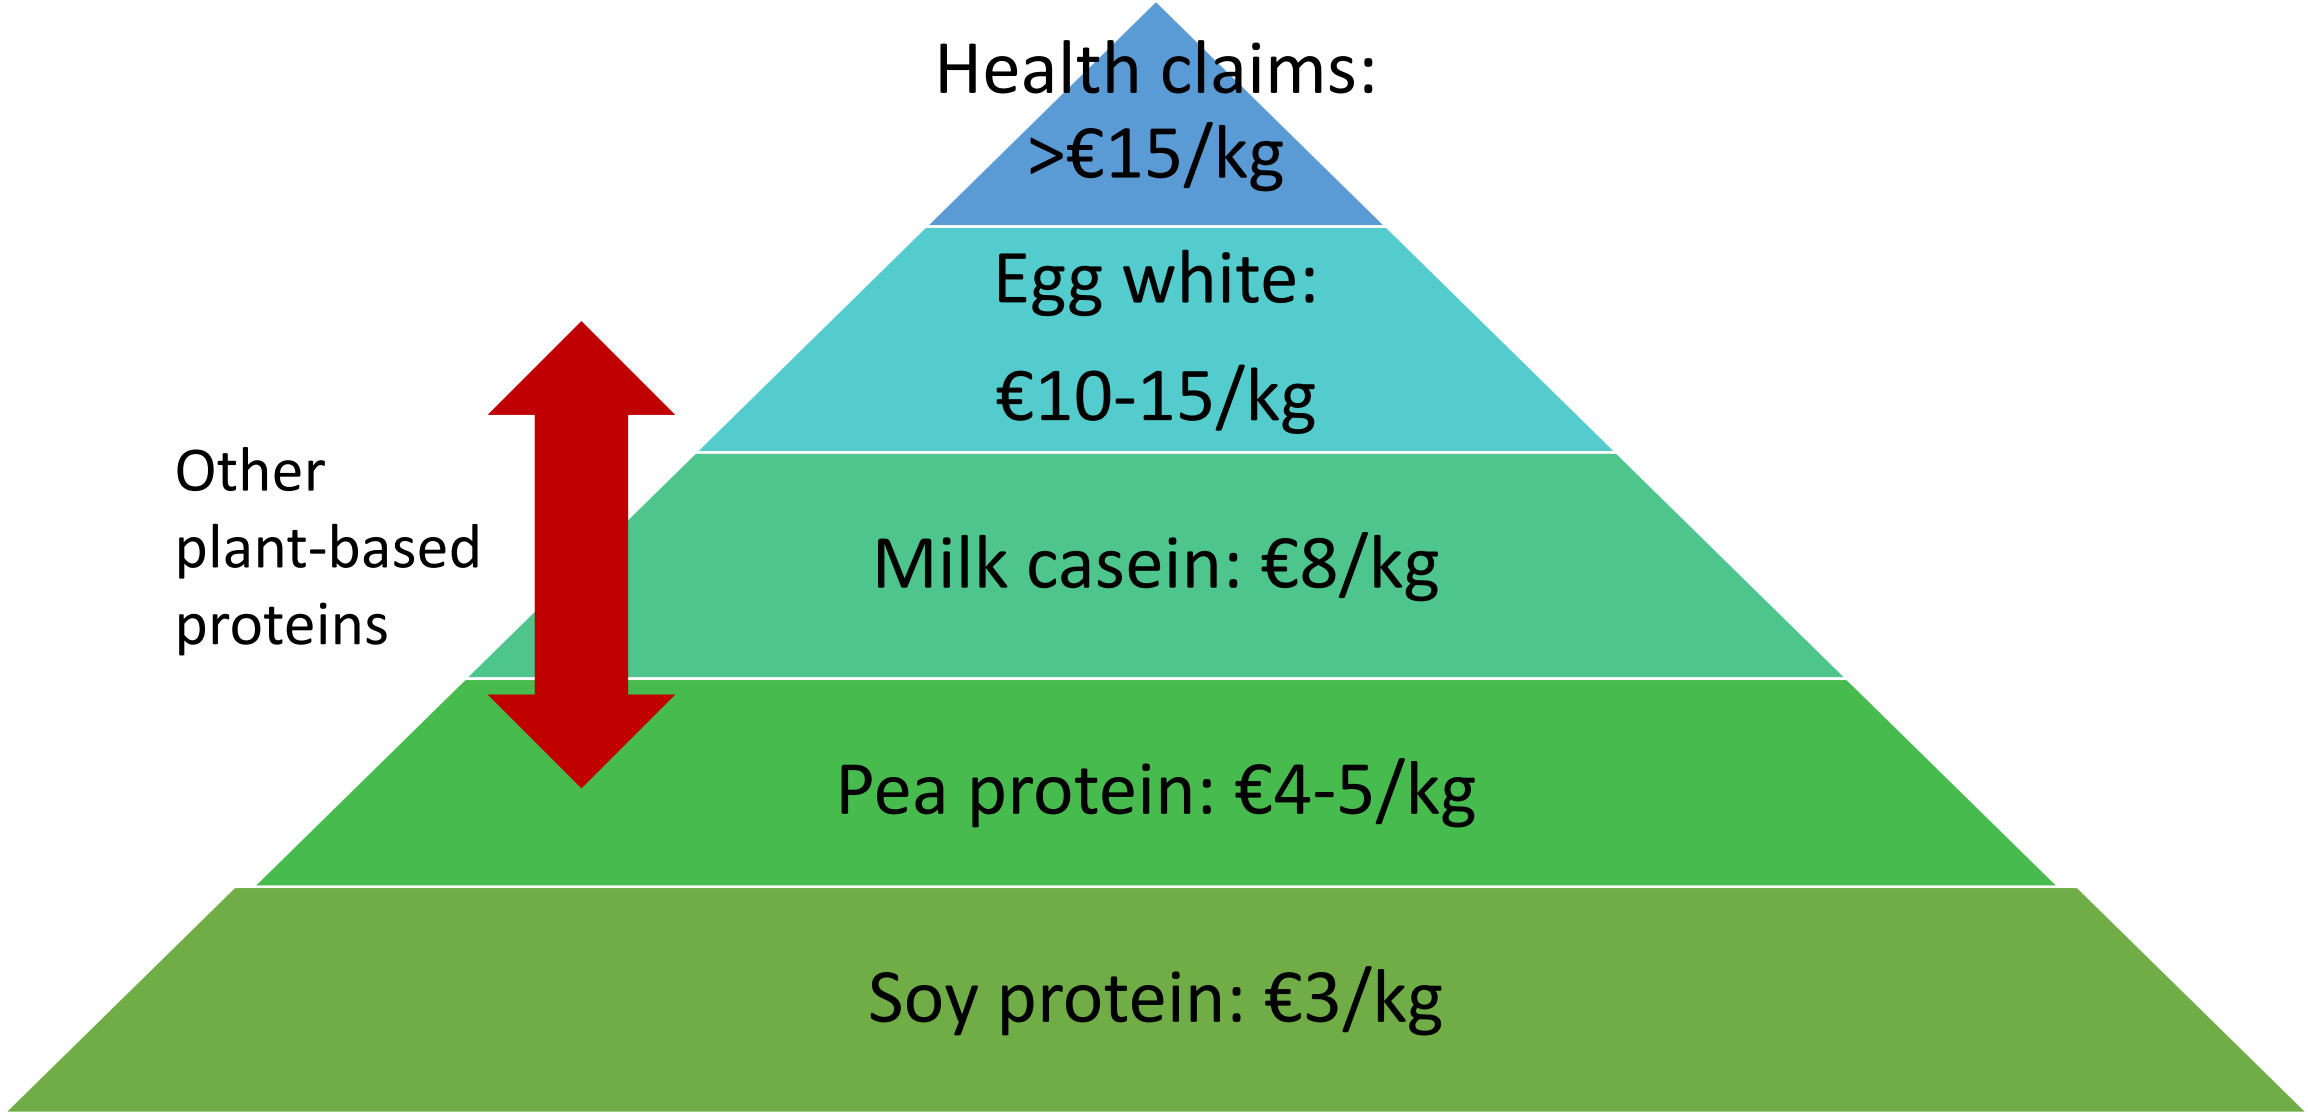 Health claims:
>€15/kg
Egg white:
€10-15/kg
Other
plant-based
proteins
Milk casein: €8/kg
Pea protein: €4-5/kg
Soy protein: €3/kg